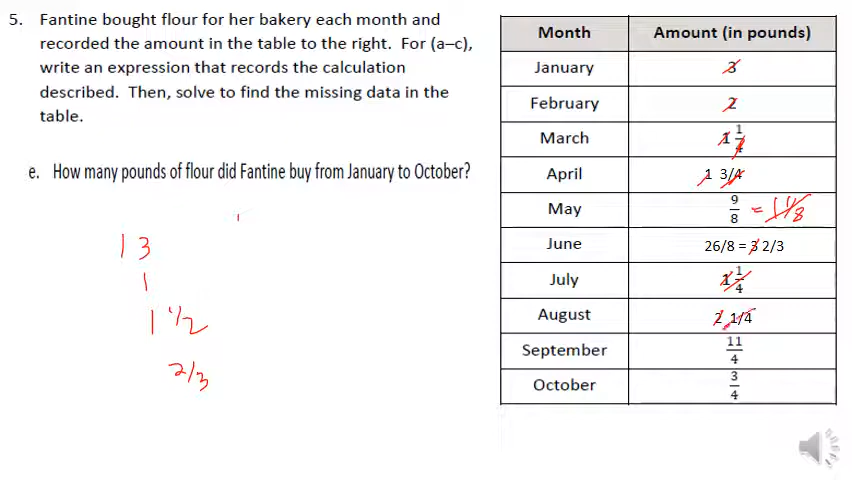 5. Fantine bought flour for her bakery each month and
recorded the amount in the table to the right. For (a–c),
write an expression that records the calculation
described. Then, solve to find the missing data in the
table.
e. How many pounds of flour did Fantine buy from January to October?
13
1
1 1/2
2/3
Month Amount (in pounds)
January 3
February 2
March 1 1/4
April 1 3/4
May 9/8 = 1 1/8
June 26/8 = 3 2/3
July 1 1/4
August 2 1/4
September 11/4
October 3/4